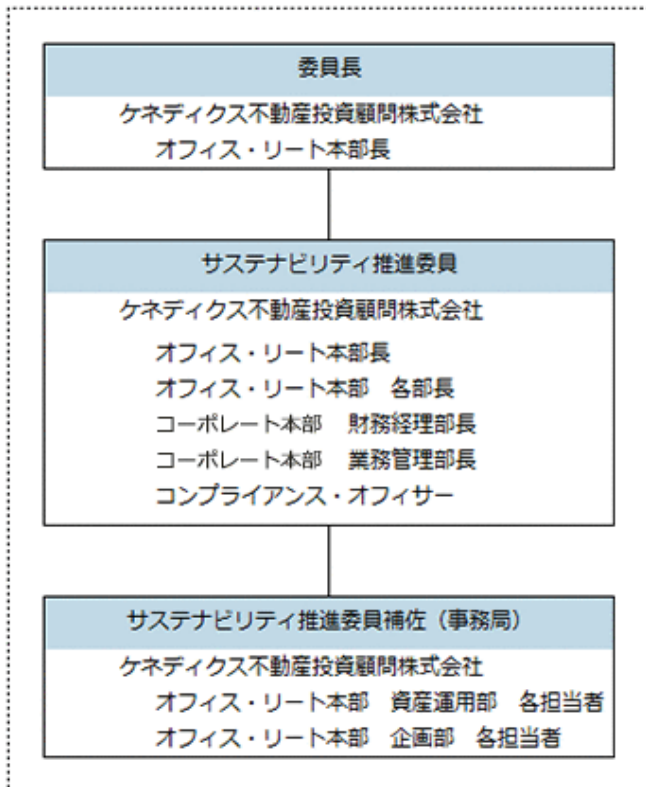 委員長
ケネディクス不動産投資顧問株式会社
オフィス・リート本部長
サステナビリティ推進委員
ケネディクス不動産投資顧問株式会社
オフィス・リート本部長
オフィス・リート本部　各部長
コーポレート本部　財務経理部長
コーポレート本部　業務管理部長
コンプライアンス・オフィサー
サステナビリティ推進委員補佐（事務局）
ケネディクス不動産投資顧問株式会社
オフィス・リート本部　資産運用部　各担当者
オフィス・リート本部　企画部　各担当者